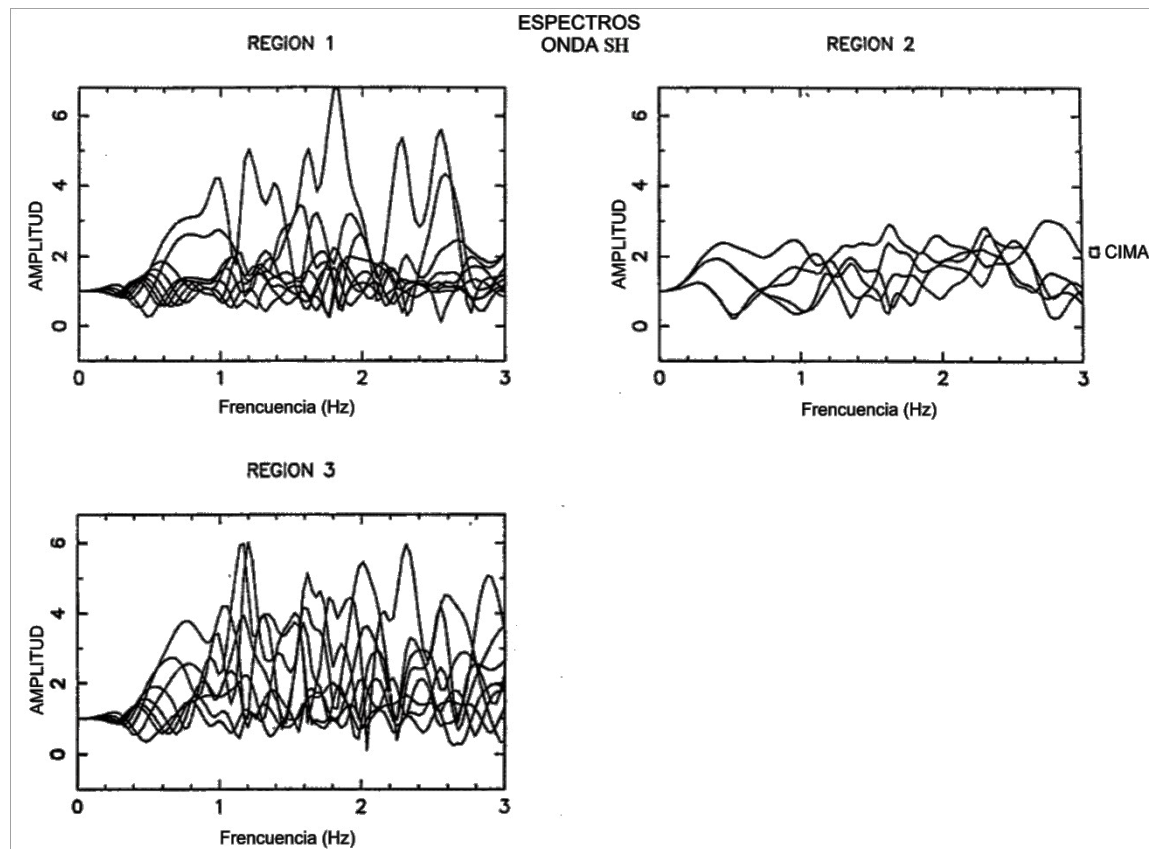 ESPECTROS
ONDA SH
REGION 1
REGION 2
AMPLITUD
6
4
2
0
0
1
2
3
Frencuencia (Hz)
AMPLITUD
6
4
2
0
0
1
2
3
Frencuencia (Hz)
CIMA
REGION 3
AMPLITUD
6
4
2
0
0
1
2
3
Frencuencia (Hz)